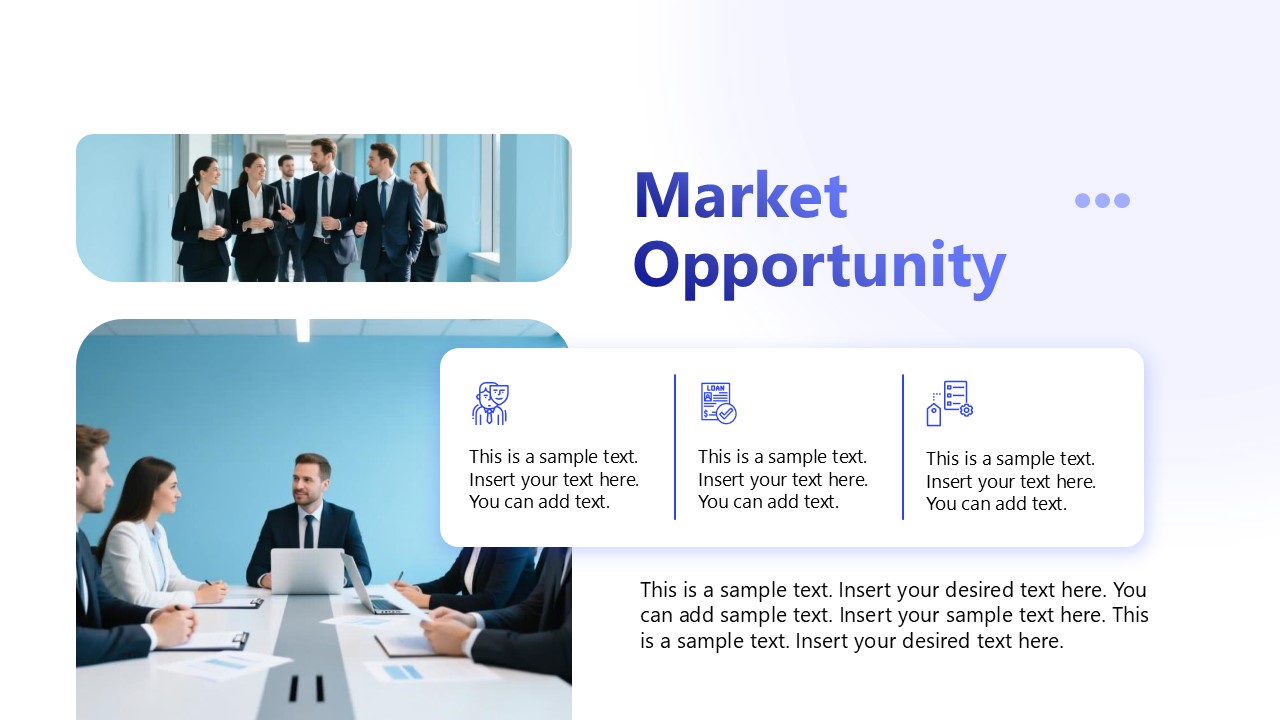 Market
Opportunity
LOAN
$
This is a sample text.
Insert your text here.
You can add text.
This is a sample text.
Insert your text here.
You can add text.
This is a sample text.
Insert your text here.
You can add text.
This is a sample text. Insert your desired text here. You
can add sample text. Insert your sample text here. This
is a sample text. Insert your desired text here.